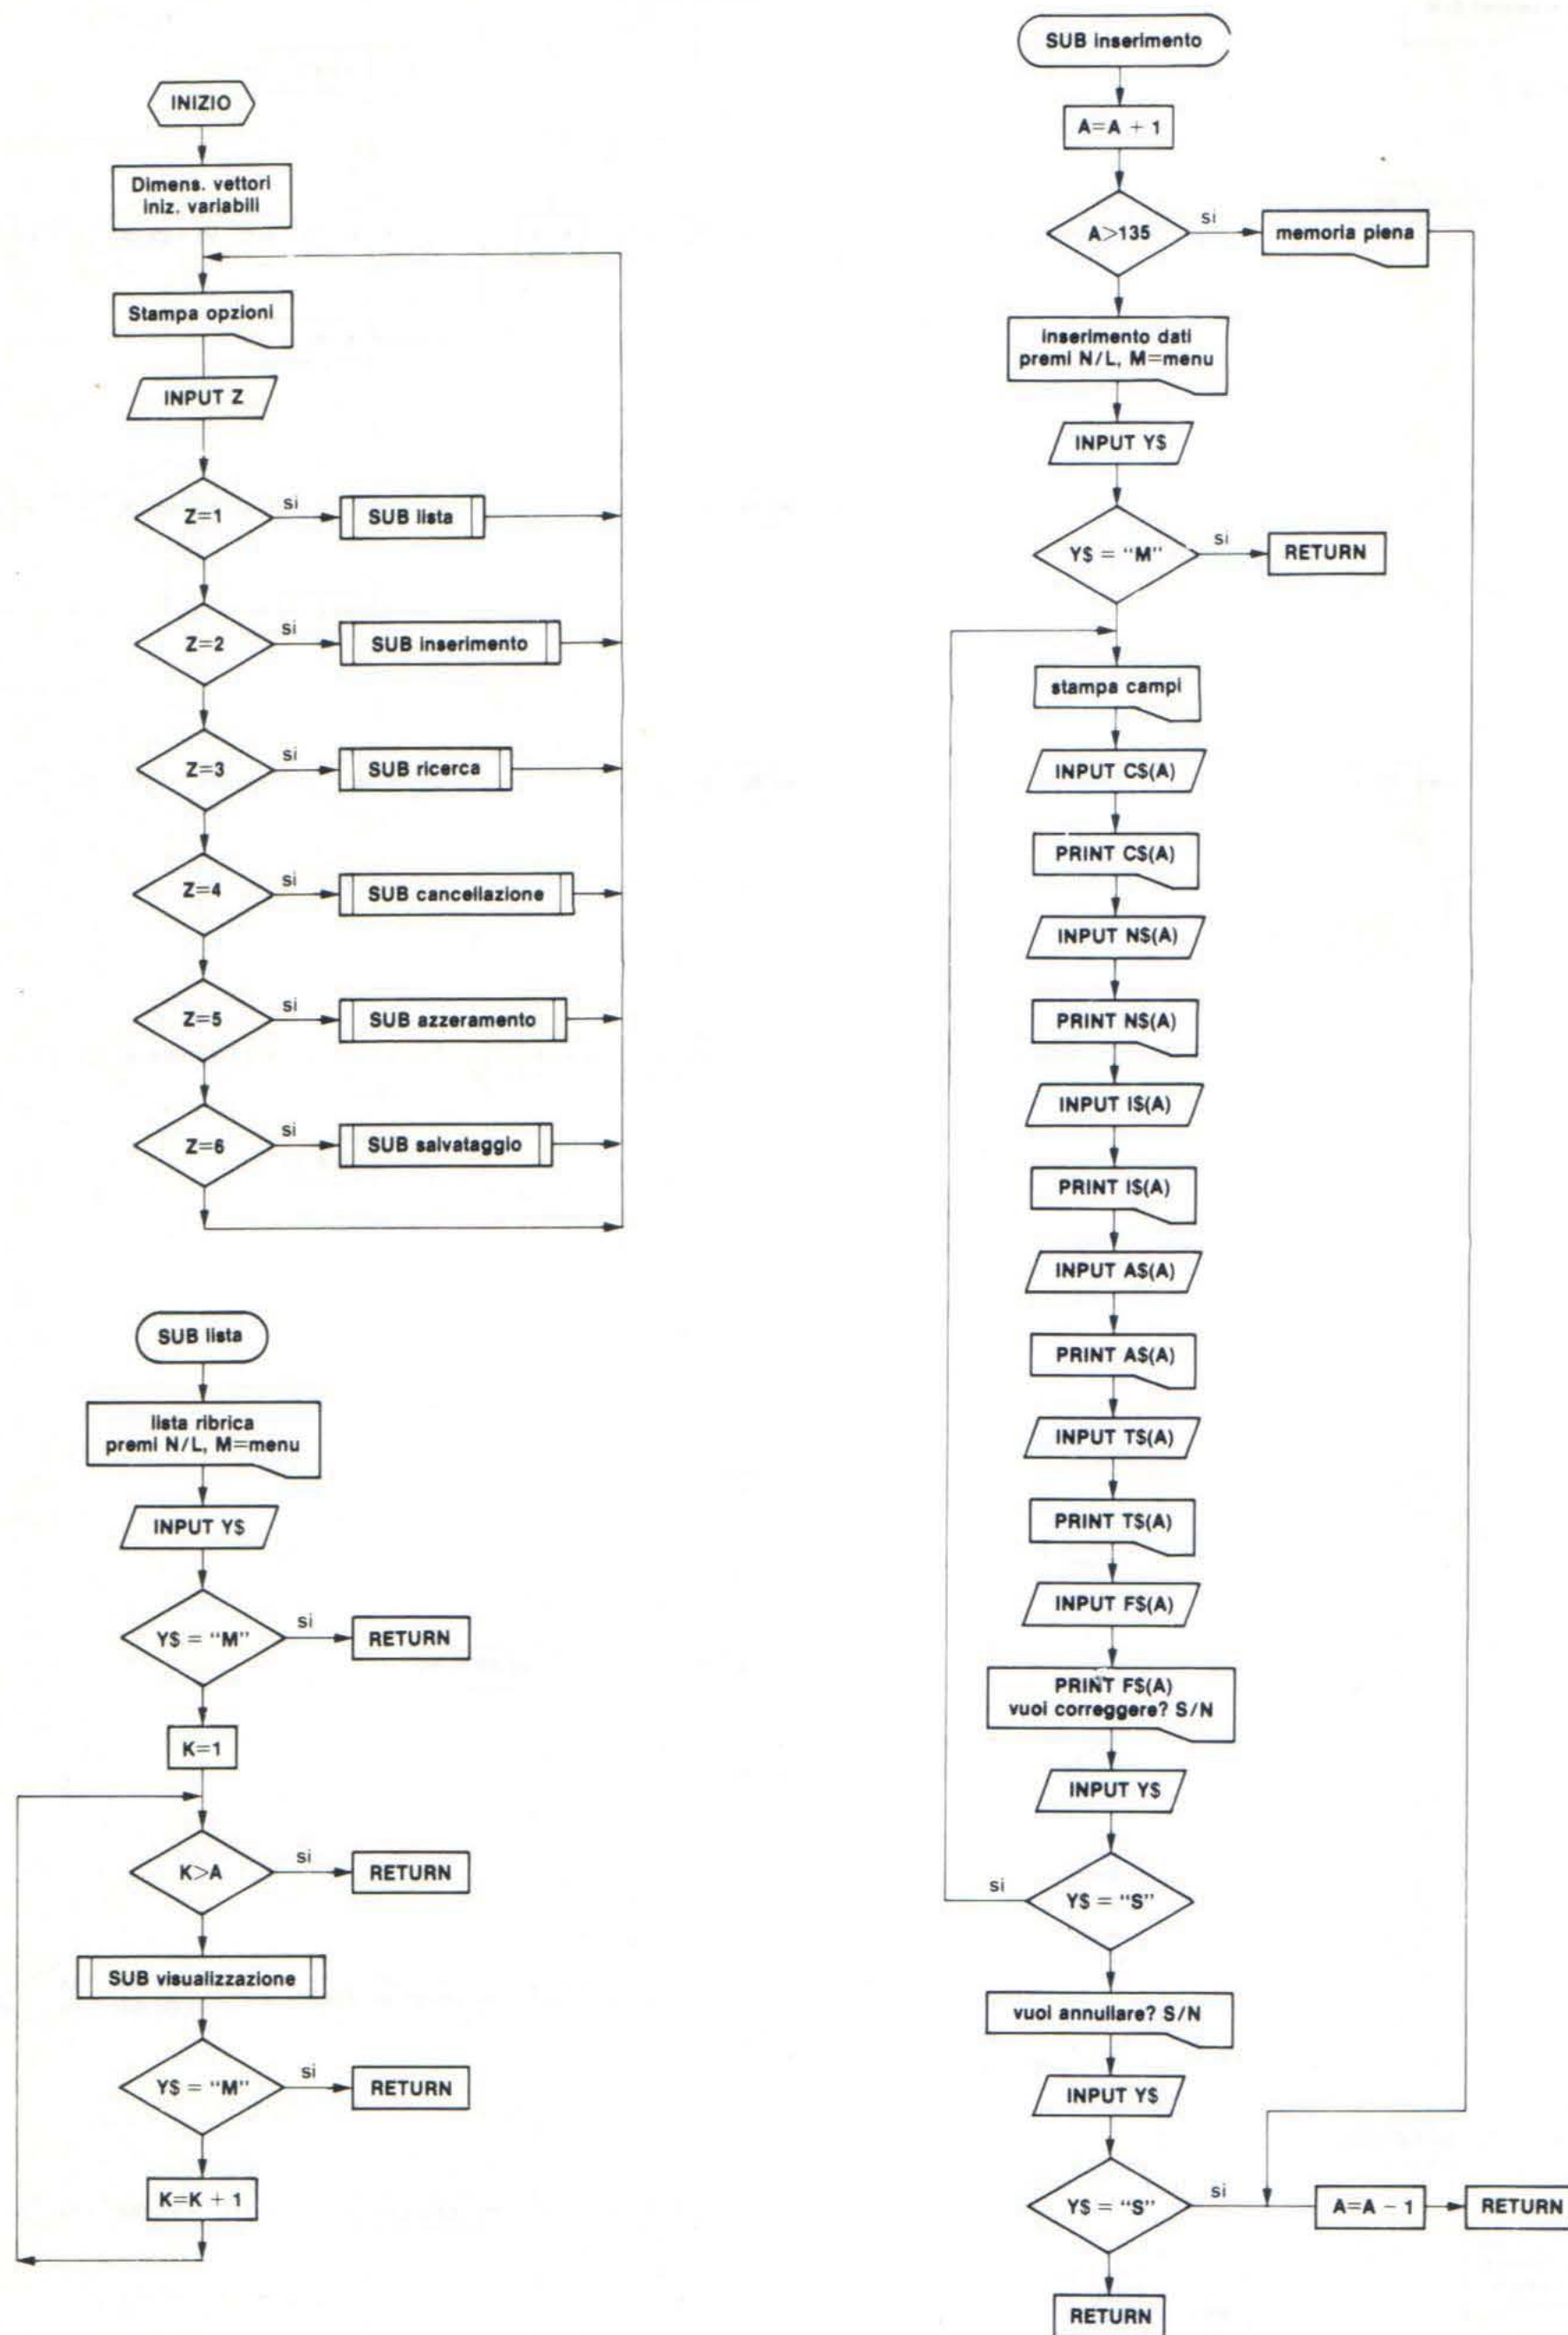 INIZIO
Dimens. vettori
iniz. variabili
Stampa opzioni
INPUT Z
Z=1
si
SUB lista
Z=2
si
SUB inserimento
Z=3
si
SUB ricerca
Z=4
si
SUB cancellazione
Z=5
si
SUB azzeramento
Z=6
si
SUB salvataggio
SUB lista
lista ribrica
premi N/L, M=menu
INPUT Y$
Y$ = “M”
si
RETURN
K=1
K>A
si
RETURN
SUB visualizzazione
Y$ = “M”
si
RETURN
K=K + 1
SUB inserimento
A=A + 1
A>135
si
memoria piena
inserimento dati
premi N/L, M=menu
INPUT Y$
Y$ = “M”
si
RETURN
stampa campi
INPUT C$(A)
PRINT C$(A)
INPUT N$(A)
PRINT N$(A)
INPUT I$(A)
PRINT I$(A)
INPUT A$(A)
PRINT A$(A)
INPUT T$(A)
PRINT T$(A)
INPUT F$(A)
PRINT F$(A)
vuoi correggere? S/N
INPUT Y$
si
Y$ = “S”
vuoi annullare? S/N
INPUT Y$
Y$ = “S”
si
A=A − 1
RETURN
RETURN